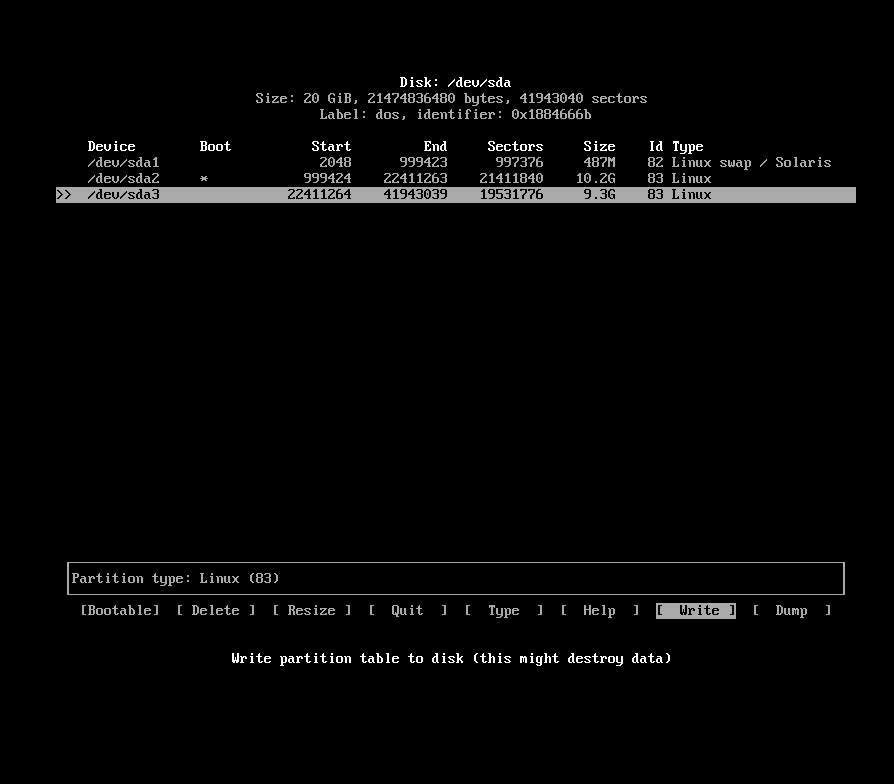 Disk: /dev/sda
Size: 20 GiB, 21474836480 bytes, 41943040 sectors
Label: dos, identifier: 0x1884666b
Device Boot Start End Sectors Size Id Type
/dev/sda1 2048 999423 997376 487M 82 Linux swap / Solaris
/dev/sda2 * 999424 22411263 21411840 10.2G 83 Linux
>> /dev/sda3 22411264 41943039 19531776 9.3G 83 Linux
Partition type: Linux (83)
[Bootable] [ Delete ] [ Resize ] [ Quit ] [ Type ] [ Help ] [ Write ] [ Dump ]
Write partition table to disk (this might destroy data)